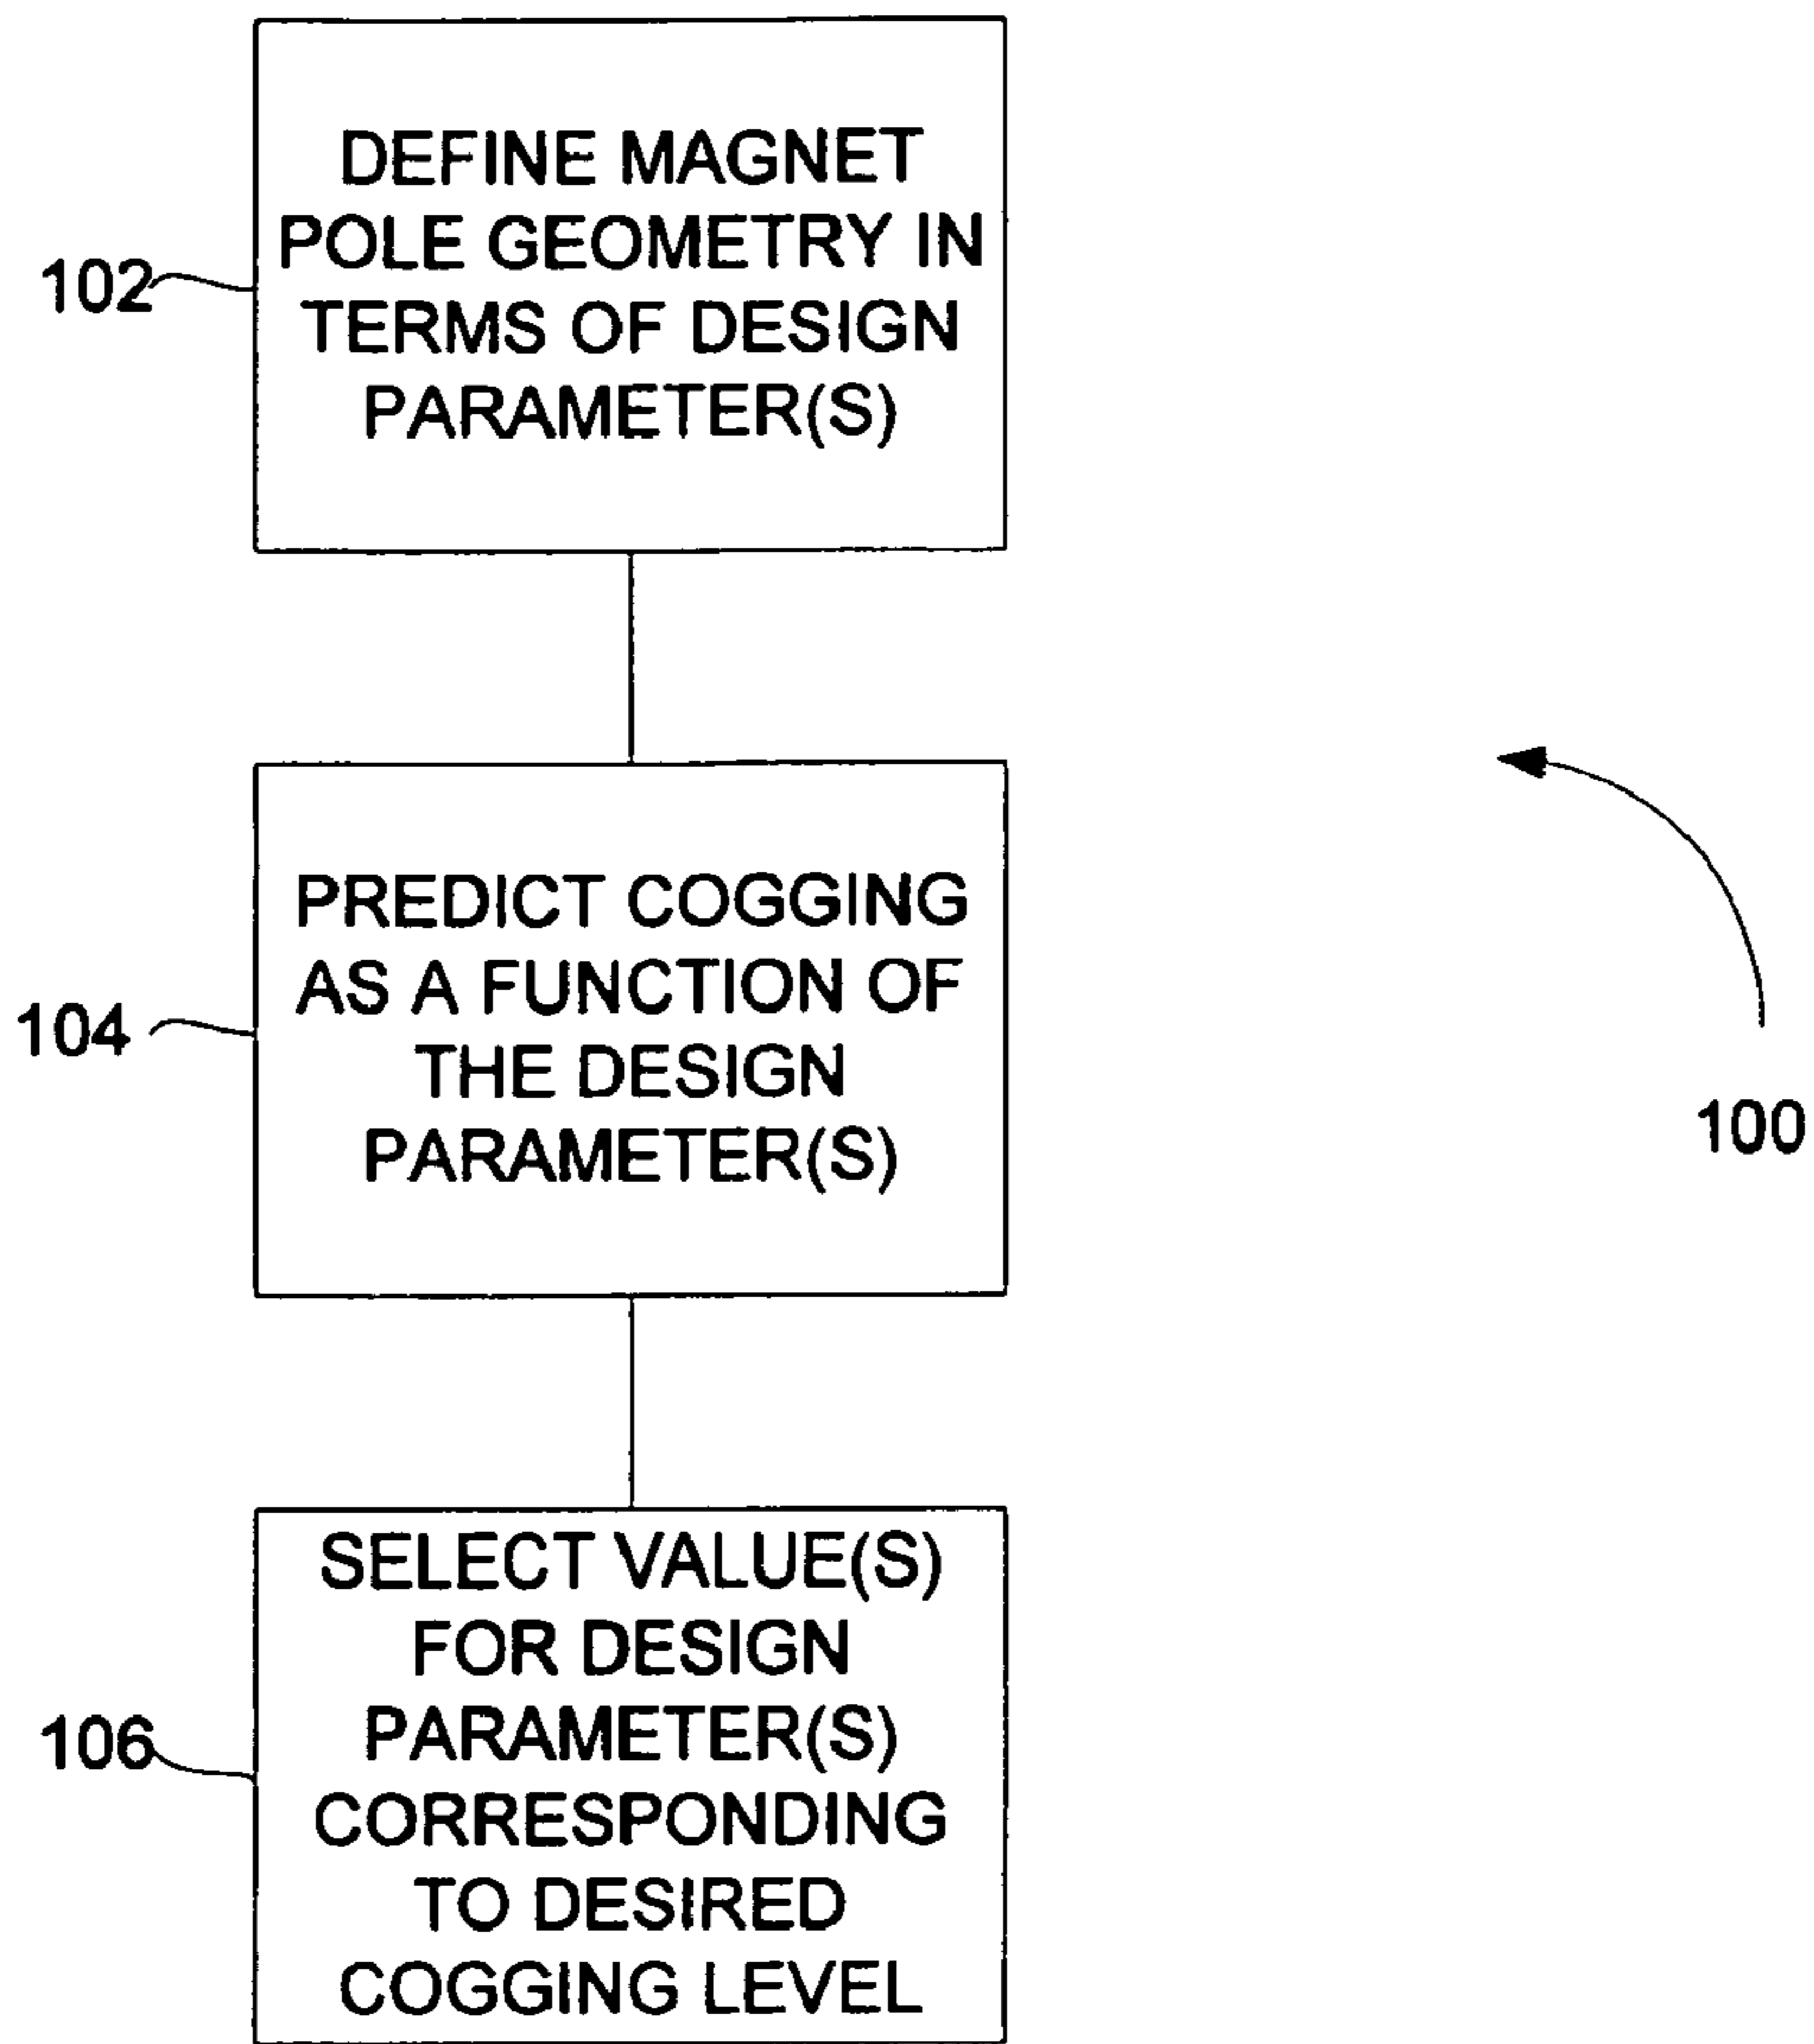 DEFINE MAGNET
POLE GEOMETRY IN
TERMS OF DESIGN
PARAMETER(S)
102
PREDICT COGGING
AS A FUNCTION OF
THE DESIGN
PARAMETER(S)
104
100
SELECT VALUE(S)
FOR DESIGN
PARAMETER(S)
CORRESPONDING
TO DESIRED
COGGING LEVEL
106